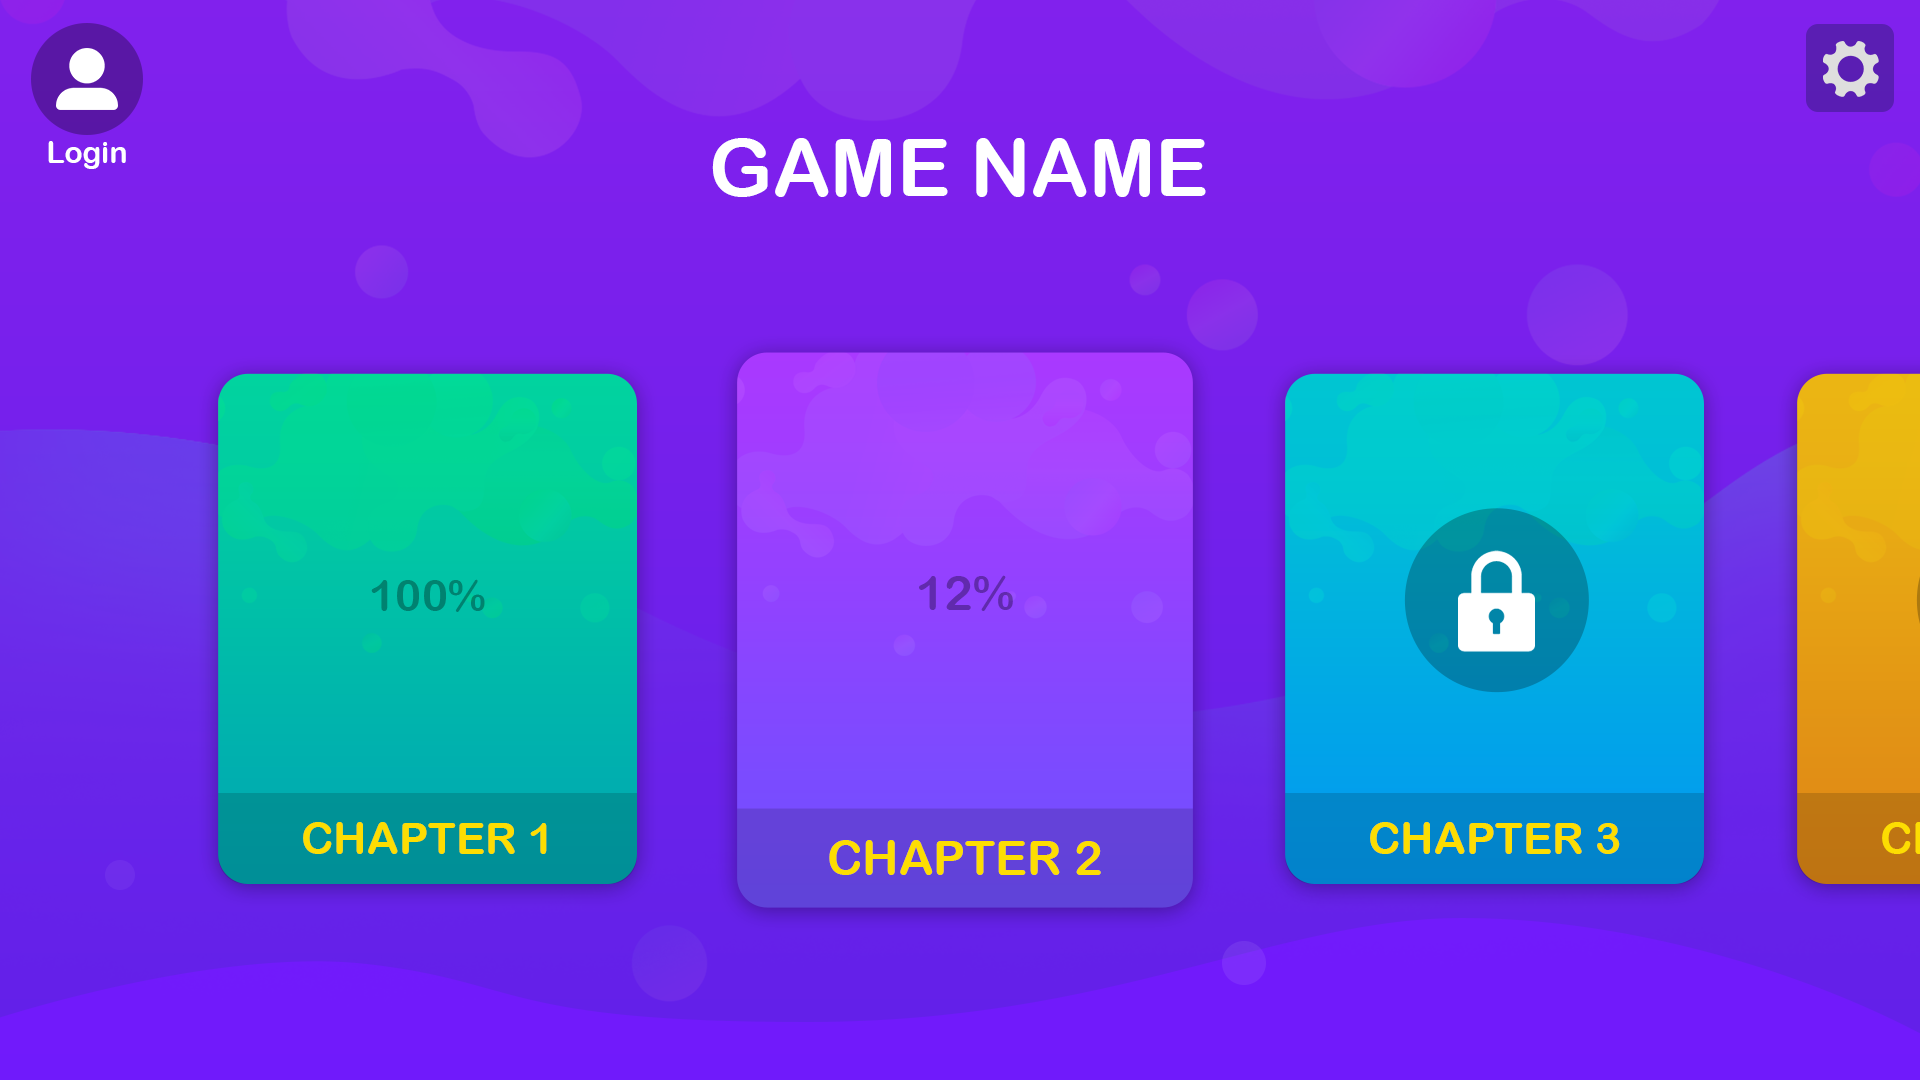 Login
GAME NAME
100%
12%
CHAPTER 1
CHAPTER 2
CHAPTER 3